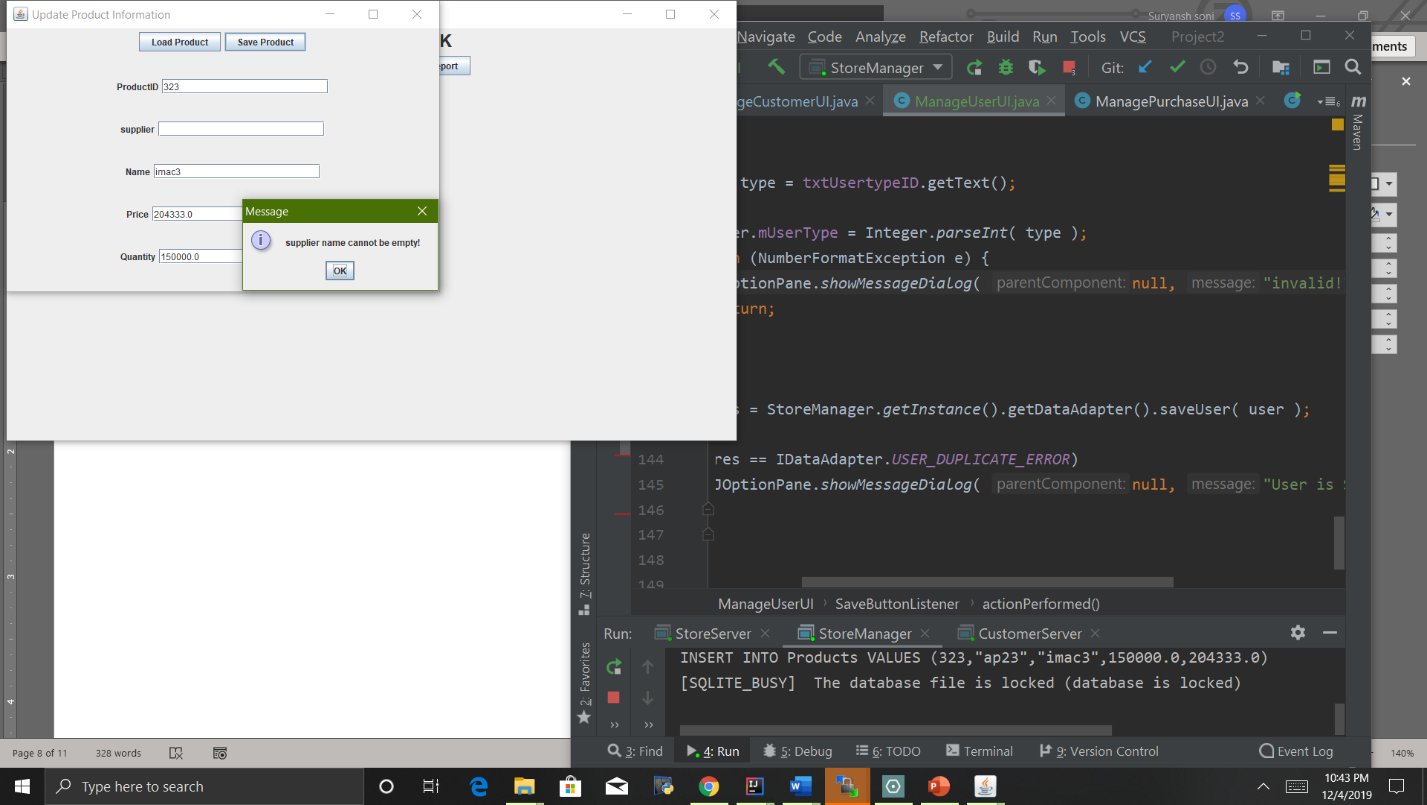 Update Product Information
Load Product
Save Product
ProductID
323
supplier
Name
imac3
Price
204333.0
Quantity
150000.0
Message
supplier name cannot be empty!
OK
K
port
Suryansh soni
SS
ments
Navigate Code Analyze Refactor Build Run Tools VCS Project2
StoreManager
Git:
geCustomerUI.java
ManageUserUI.java
ManagePurchaseUI.java
6
m
Maven
type = txtUsertypeID.getText();
er.mUserType = Integer.parseInt( type );
(NumberFormatException e) {
ptionPane.showMessageDialog( parentComponent: null, message: "invalid!
turn;
= StoreManager.getInstance().getDataAdapter().saveUser( user );
144 res == IDataAdapter.USER_DUPLICATE_ERROR)
145 JOptionPane.showMessageDialog( parentComponent: null, message: "User is
146
147
148
149
ManageUserUI
SaveButtonListener
actionPerformed()
Z: Structure
2: Favorites
Run:
StoreServer
StoreManager
CustomerServer
INSERT INTO Products VALUES (323,"ap23","imac3",150000.0,204333.0)
[SQLITE_BUSY] The database file is locked (database is locked)
3: Find
4: Run
5: Debug
6: TODO
Terminal
9: Version Control
Event Log
2
3
4
Page 8 of 11
328 words
140%
Type here to search
10:43 PM
12/4/2019